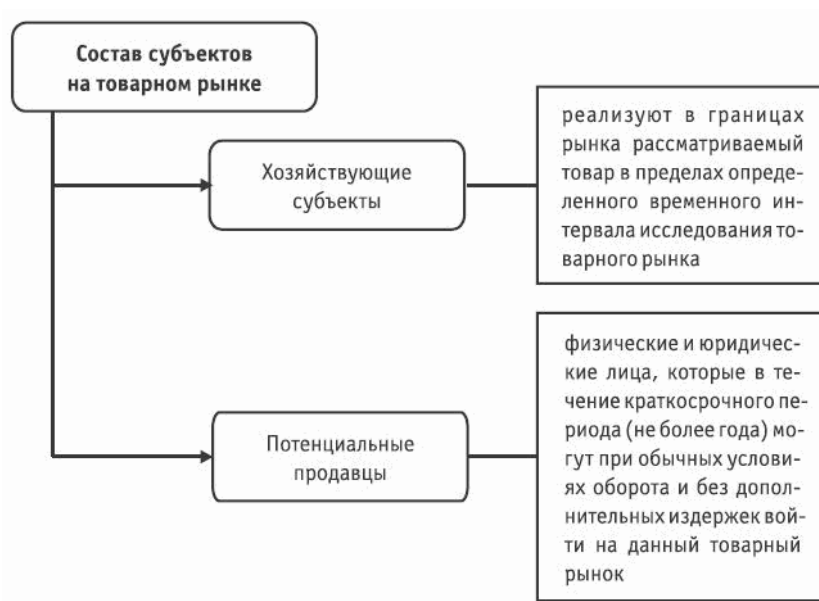 Состав субъектов
на товарном рынке
Хозяйствующие
субъекты
реализуют в границах
рынка рассматриваемый
товар в пределах опреде-
ленного временного ин-
тервала исследования то-
варного рынка
Потенциальные
продавцы
физические и юридичес-
кие лица, которые в те-
чение краткосрочного пе-
риода (не более года) мо-
гут при обычных услови-
ях оборота и без допол-
нительных издержек вой-
ти на данный товарный
рынок